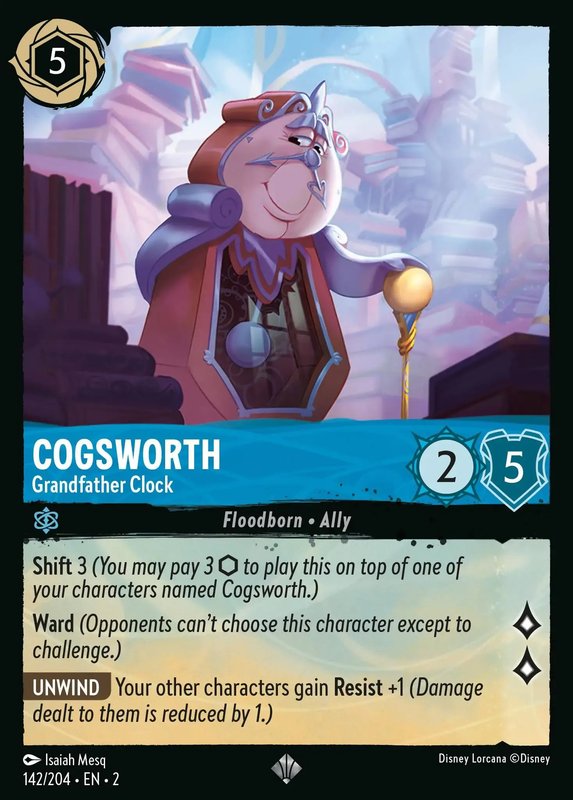 5
COGSWORTH
Grandfather Clock
2
5
Floodborn • Ally
Shift 3 (You may pay 3 to play this on top of one of
your characters named Cogsworth.)
Ward (Opponents can't choose this character except to
challenge.)
UNWIND Your other characters gain Resist +1 (Damage
dealt to them is reduced by 1.)
Isaiah Mesq
142/204 • EN • 2
Disney Lorcana ©Disney